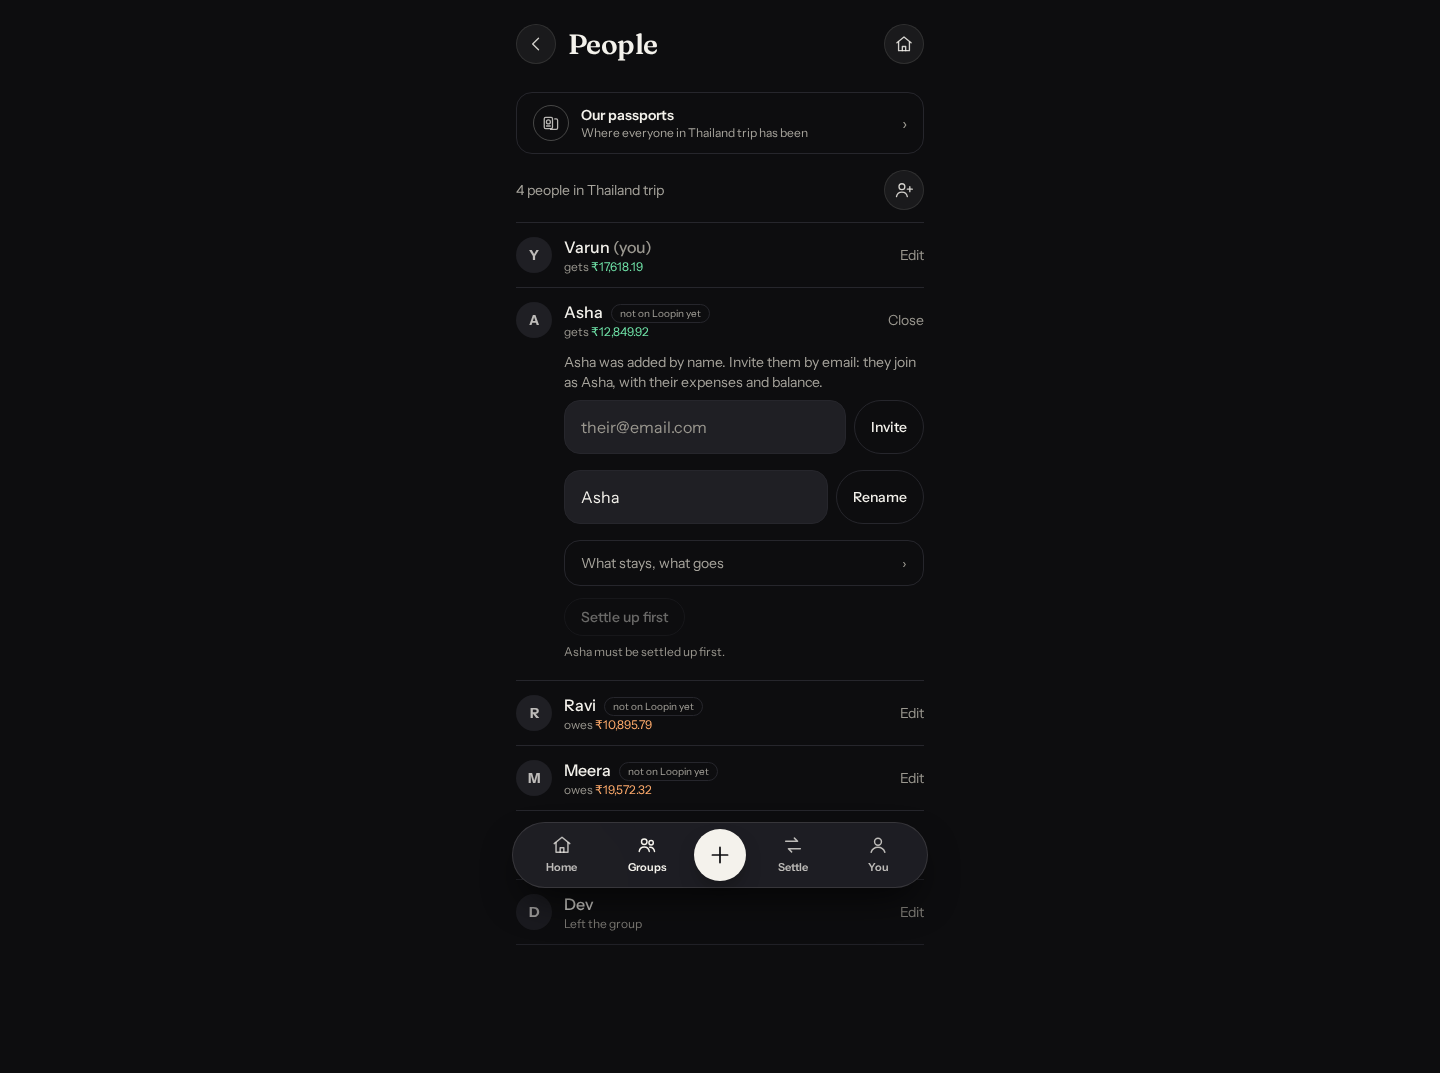 People
Our passports
Where everyone in Thailand trip has been
›
4 people in Thailand trip
Y
Varun (you)
gets ₹17,618.19
Edit
A
Asha not on Loopin yet
gets ₹12,849.92
Close
Asha was added by name. Invite them by email: they join
as Asha, with their expenses and balance.
their@email.com
Invite
Asha
Rename
What stays, what goes
›
Settle up first
Asha must be settled up first.
R
Ravi not on Loopin yet
owes ₹10,895.79
Edit
M
Meera not on Loopin yet
owes ₹19,572.32
Edit
Home
Groups
Settle
You
D
Dev
Left the group
Edit